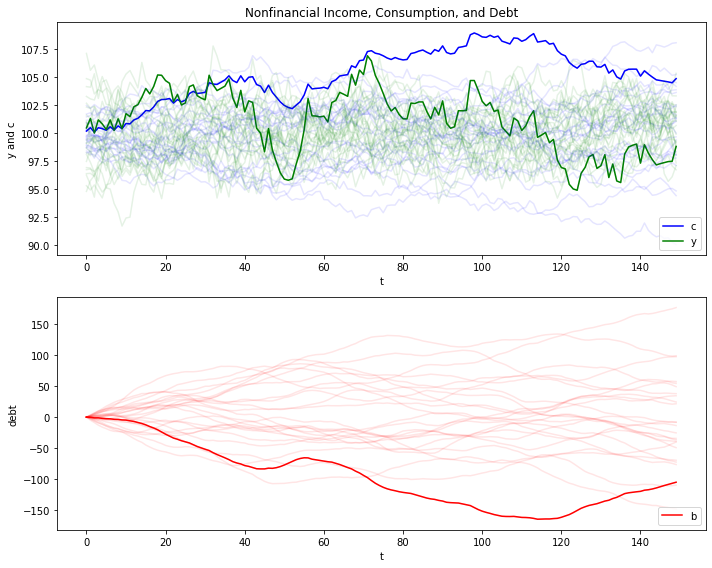 Nonfinancial Income, Consumption, and Debt
107.5
105.0
102.5
100.0
97.5
95.0
92.5
90.0
y and c
c
y
0 20 40 60 80 100 120 140
t
150
100
50
0
−50
−100
−150
debt
b
0 20 40 60 80 100 120 140
t